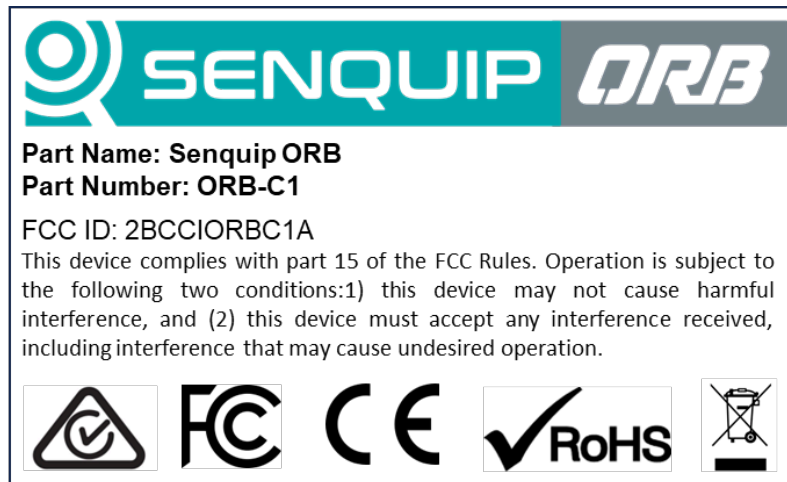 SENQUIP ORB
Part Name: Senquip ORB
Part Number: ORB-C1
FCC ID: 2BCCIORBC1A
This device complies with part 15 of the FCC Rules. Operation is subject to
the following two conditions:1) this device may not cause harmful
interference, and (2) this device must accept any interference received,
including interference that may cause undesired operation.
FC CE RoHS